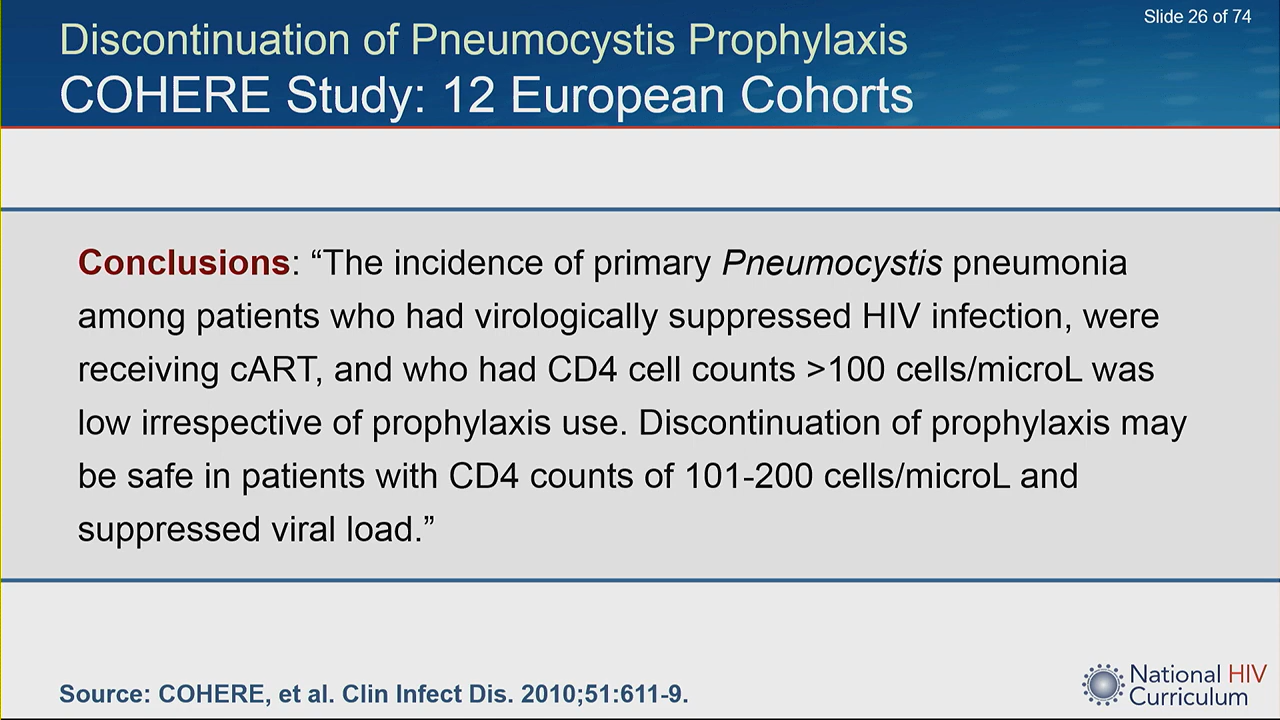 Slide 26 of 74
Discontinuation of Pneumocystis Prophylaxis
COHERE Study: 12 European Cohorts
Conclusions: “The incidence of primary Pneumocystis pneumonia
among patients who had virologically suppressed HIV infection, were
receiving cART, and who had CD4 cell counts >100 cells/microL was
low irrespective of prophylaxis use. Discontinuation of prophylaxis may
be safe in patients with CD4 counts of 101-200 cells/microL and
suppressed viral load.”
Source: COHERE, et al. Clin Infect Dis. 2010;51:611-9.
National HIV
Curriculum